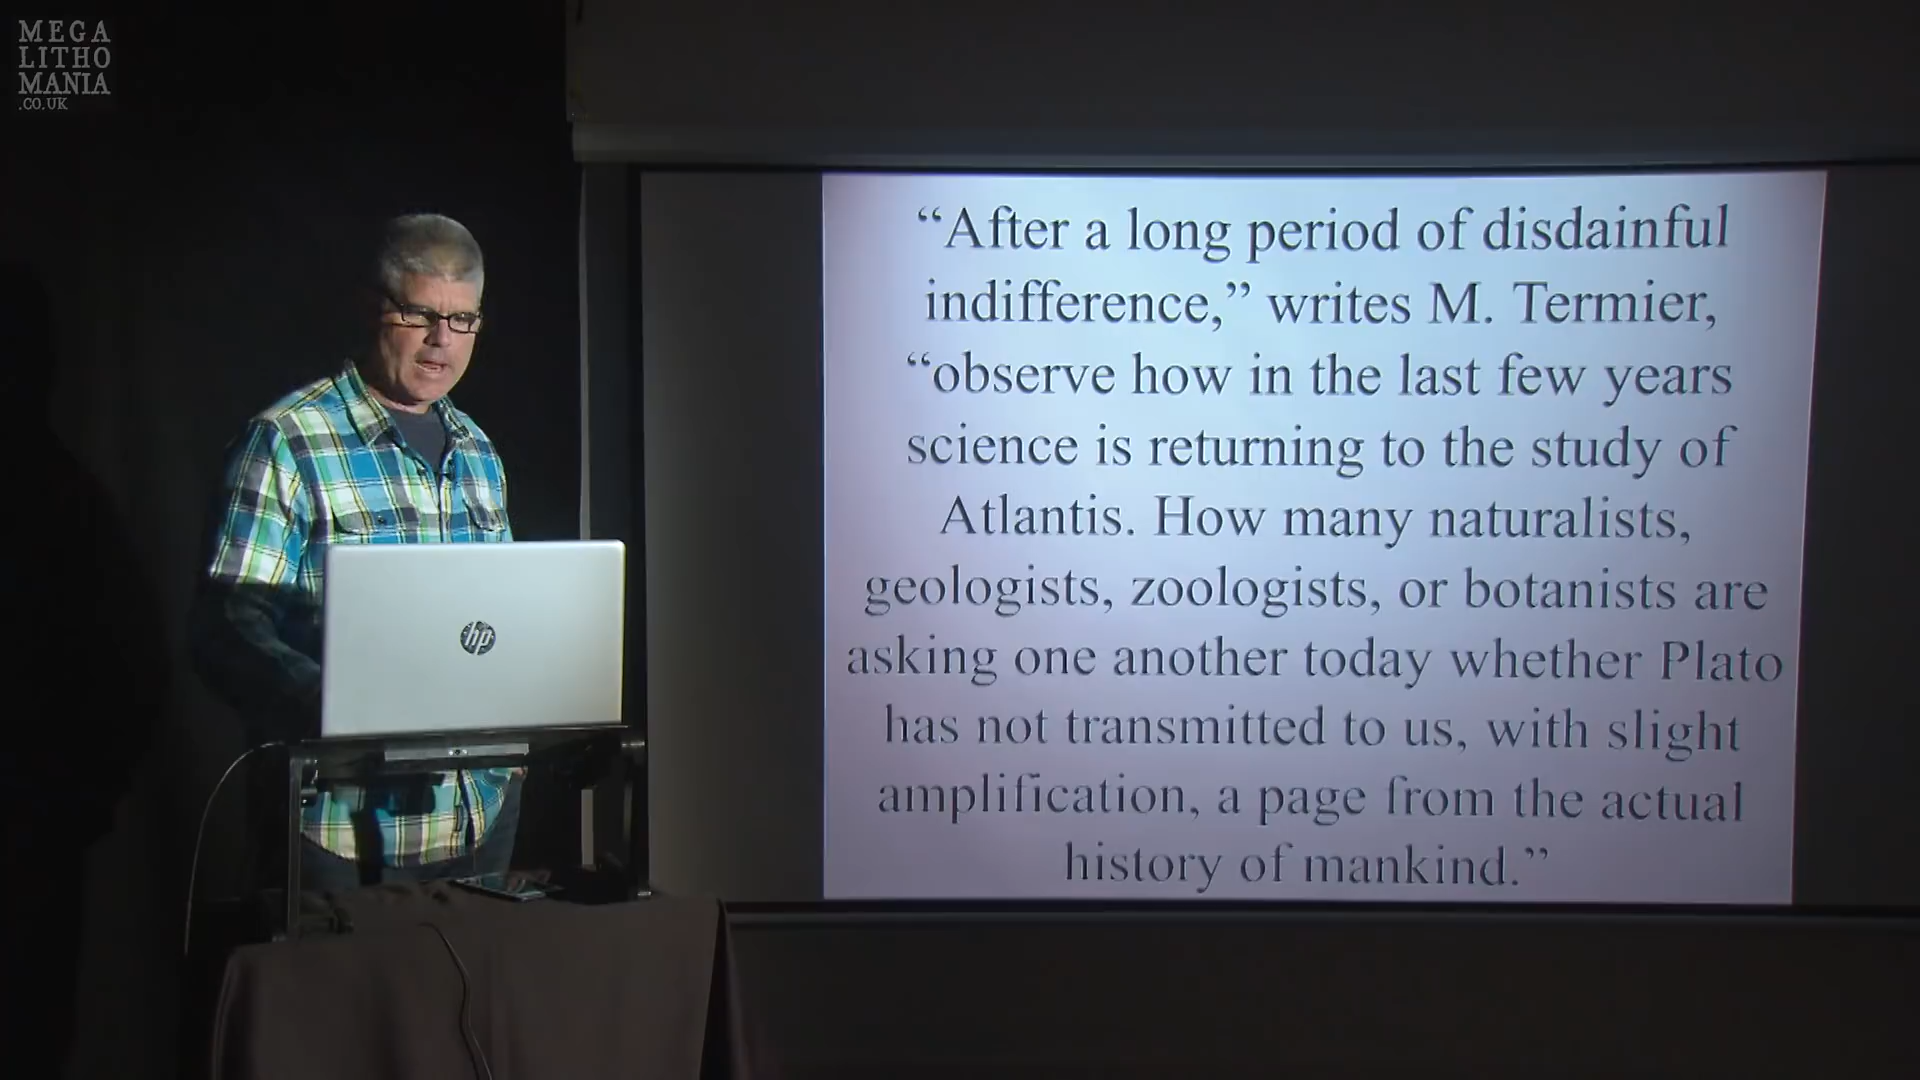 MEGA
LITHO
MANIA
.CO.UK
“After a long period of disdainful
indifference,” writes M. Termier,
“observe how in the last few years
science is returning to the study of
Atlantis. How many naturalists,
geologists, zoologists, or botanists are
asking one another today whether Plato
has not transmitted to us, with slight
amplification, a page from the actual
history of mankind.”
hp